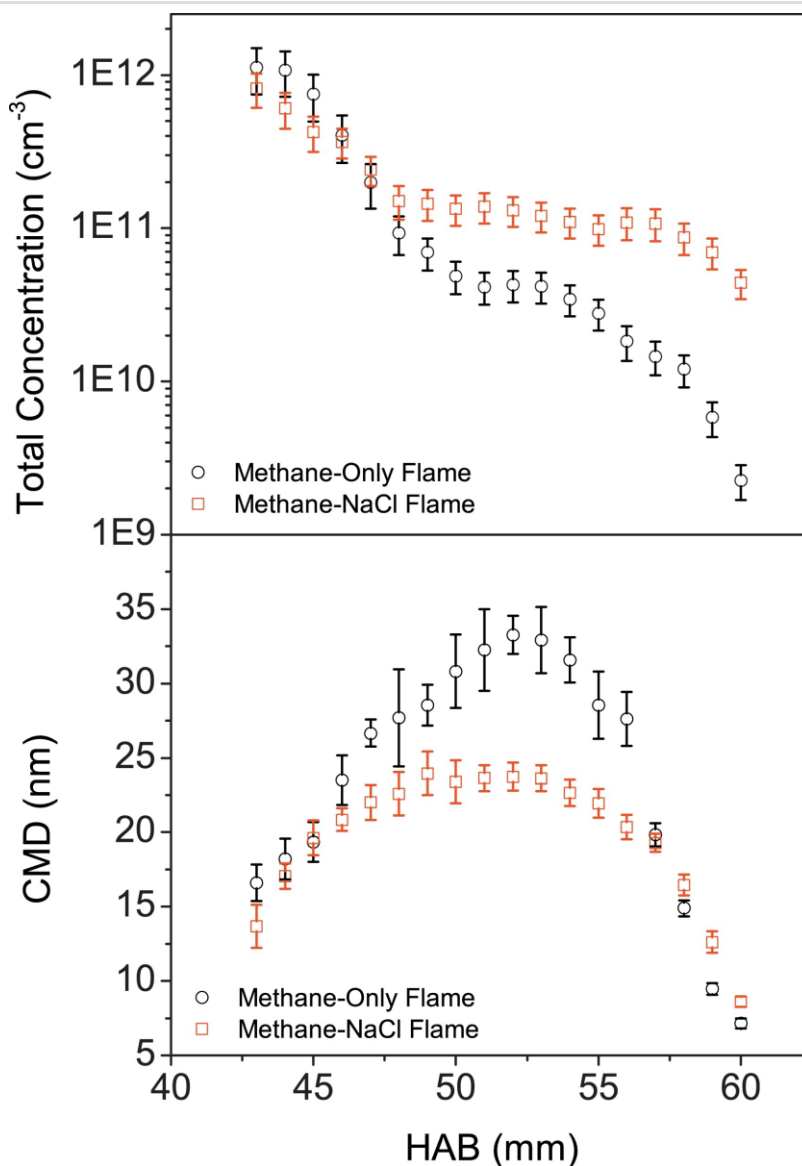 Total Concentration (cm⁻³)
1E12
1E11
1E10
1E9
Methane-Only Flame
Methane-NaCl Flame
CMD (nm)
35
30
25
20
15
10
5
Methane-Only Flame
Methane-NaCl Flame
40 45 50 55 60
HAB (mm)